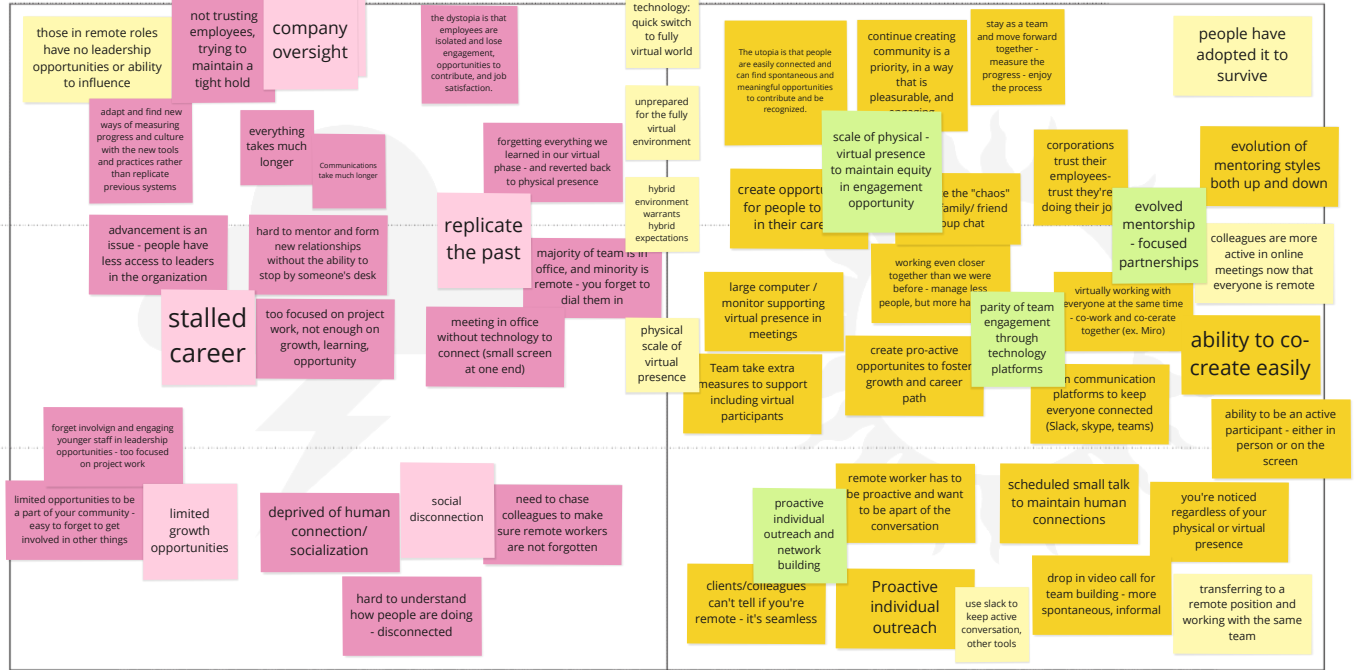 those in remote roles
have no leadership
opportunities or ability
to influence
not trusting
employees,
trying to
maintain a
tight hold
company
oversight
the dystopia is that
employees are
isolated and lose
engagement,
opportunities to
contribute, and job
satisfaction.
adapt and find new
ways of measuring
progress and culture
with the new tools
and practices rather
than replicate
previous systems
everything
takes much
longer
Communications
take much longer
forgetting everything we
learned in our virtual
phase - and reverted back
to physical presence
advancement is an
issue - people have
less access to leaders
in the organization
hard to mentor and form
new relationships
without the ability to
stop by someone's desk
replicate
the past
majority of team is in
office, and minority is
remote - you forget to
dial them in
stalled
career
too focused on project
work, not enough on
growth, learning,
opportunity
meeting in office
without technology to
connect (small screen
at one end)
forget involvign and engaging
younger staff in leadership
opportunities - too focused
on project work
limited opportunities to be
a part of your community -
easy to forget to get
involved in other things
limited
growth
opportunities
deprived of human
connection/
socialization
social
disconnection
need to chase
colleagues to make
sure remote workers
are not forgotten
hard to understand
how people are doing
- disconnected
technology:
quick switch
to fully
virtual world
unprepared
for the fully
virtual
environment
hybrid
environment
warrants
hybrid
expectations
physical
scale of
virtual
presence
The utopia is that people
are easily connected and
can find spontaneous and
meaningful opportunities
to contribute and be
recognized.
continue creating
community is a
priority, in a way
that is
pleasurable, and
stay as a team
and move forward
together -
measure the
progress - enjoy
the process
people have
adopted it to
survive
scale of physical -
virtual presence
to maintain equity
in engagement
opportunity
create
for people to
in their
the "chaos"
family/ friend
chat
corporations
trust their
employees-
trust they're
doing their
evolution of
mentoring styles
both up and down
evolved
mentorship
- focused
partnerships
colleagues are more
active in online
meetings now that
everyone is remote
large computer /
monitor supporting
virtual presence in
meetings
working even closer
together than we were
before - manage less
people, but more
parity of team
engagement
through
technology
platforms
virtually working with
everyone at the same time
- co-work and co-cerate
together (ex. Miro)
ability to co-
create easily
Team take extra
measures to support
including virtual
participants
create pro-active
opportunites to foster
growth and career
path
communication
platforms to keep
everyone connected
(Slack, skype, teams)
ability to be an active
participant - either in
person or on the
screen
proactive
individual
outreach and
network
building
remote worker has to
be proactive and want
to be apart of the
conversation
scheduled small talk
to maintain human
connections
you're noticed
regardless of your
physical or virtual
presence
clients/colleagues
can't tell if you're
remote - it's seamless
Proactive
individual
outreach
use slack to
keep active
conversation,
other tools
drop in video call for
team building - more
spontaneous, informal
transferring to a
remote position and
working with the same
team